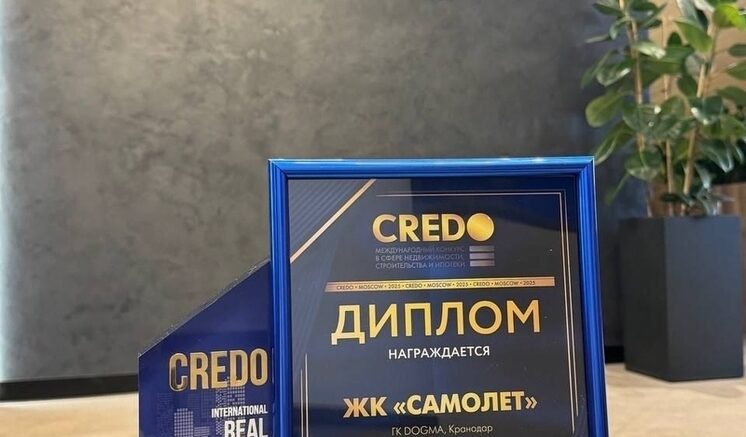 CREDO
МЕЖДУНАРОДНЫЙ КОНКУРС
В СФЕРЕ НЕДВИЖИМОСТИ,
СТРОИТЕЛЬСТВА И ИПОТЕКИ
CREDO • MOSCOW • 2025 • CREDO • MOSCOW • 2025 • CREDO • MOSCOW • 2025
ДИПЛОМ
НАГРАЖДАЕТСЯ
ЖК «САМОЛЕТ»
ГК DOGMA, Краснодар
CREDO
INTERNATIONAL
REAL